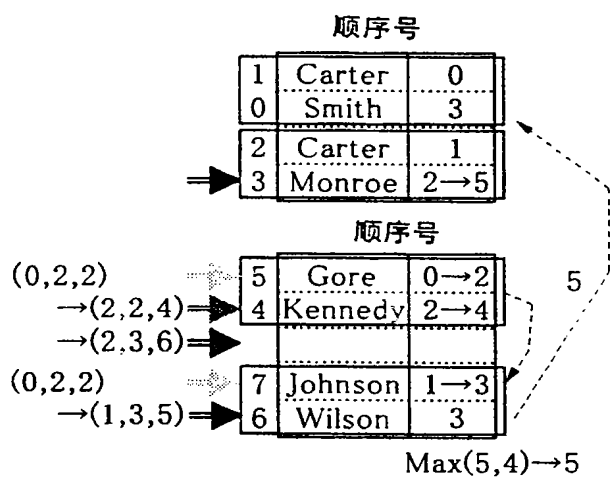 顺序号
1 Carter 0
0 Smith 3
2 Carter 1
3 Monroe 2→5
顺序号
(0,2,2) 5 Gore 0→2 5
→(2,2,4) 4 Kennedy 2→4
→(2,3,6)
(0,2,2) 7 Johnson 1→3
→(1,3,5) 6 Wilson 3
Max(5,4)→5